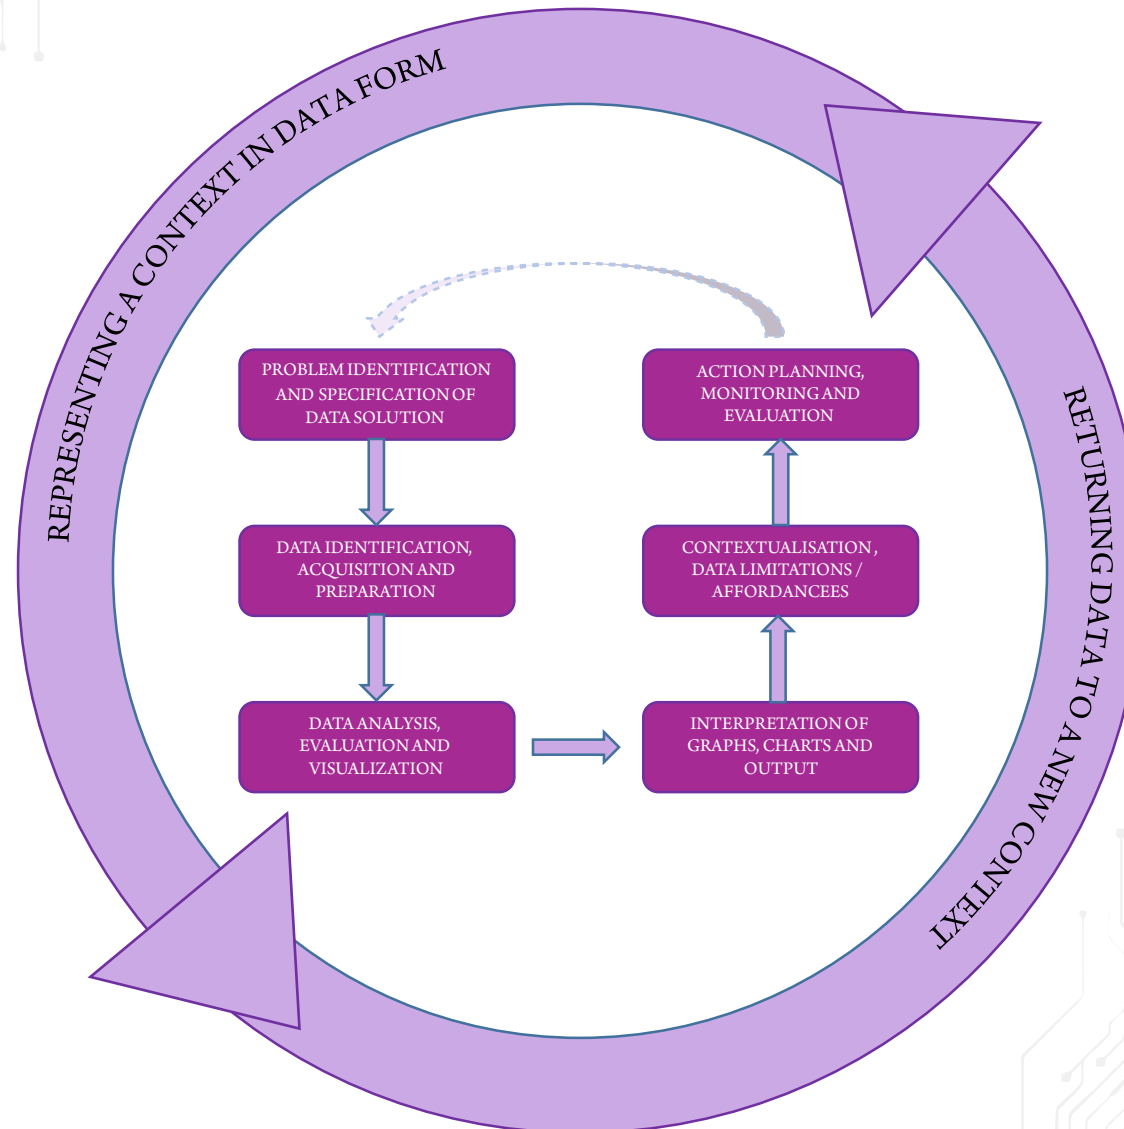 REPRESENTING A CONTEXT IN DATA FORM
PROBLEM IDENTIFICATION
AND SPECIFICATION OF
DATA SOLUTION
DATA IDENTIFICATION,
ACQUISITION AND
PREPARATION
DATA ANALYSIS,
EVALUATION AND
VISUALIZATION
INTERPRETATION OF
GRAPHS, CHARTS AND
OUTPUT
CONTEXTUALISATION ,
DATA LIMITATIONS /
AFFORDANCEES
ACTION PLANNING,
MONITORING AND
EVALUATION
RETURNING DATA TO A NEW CONTEXT